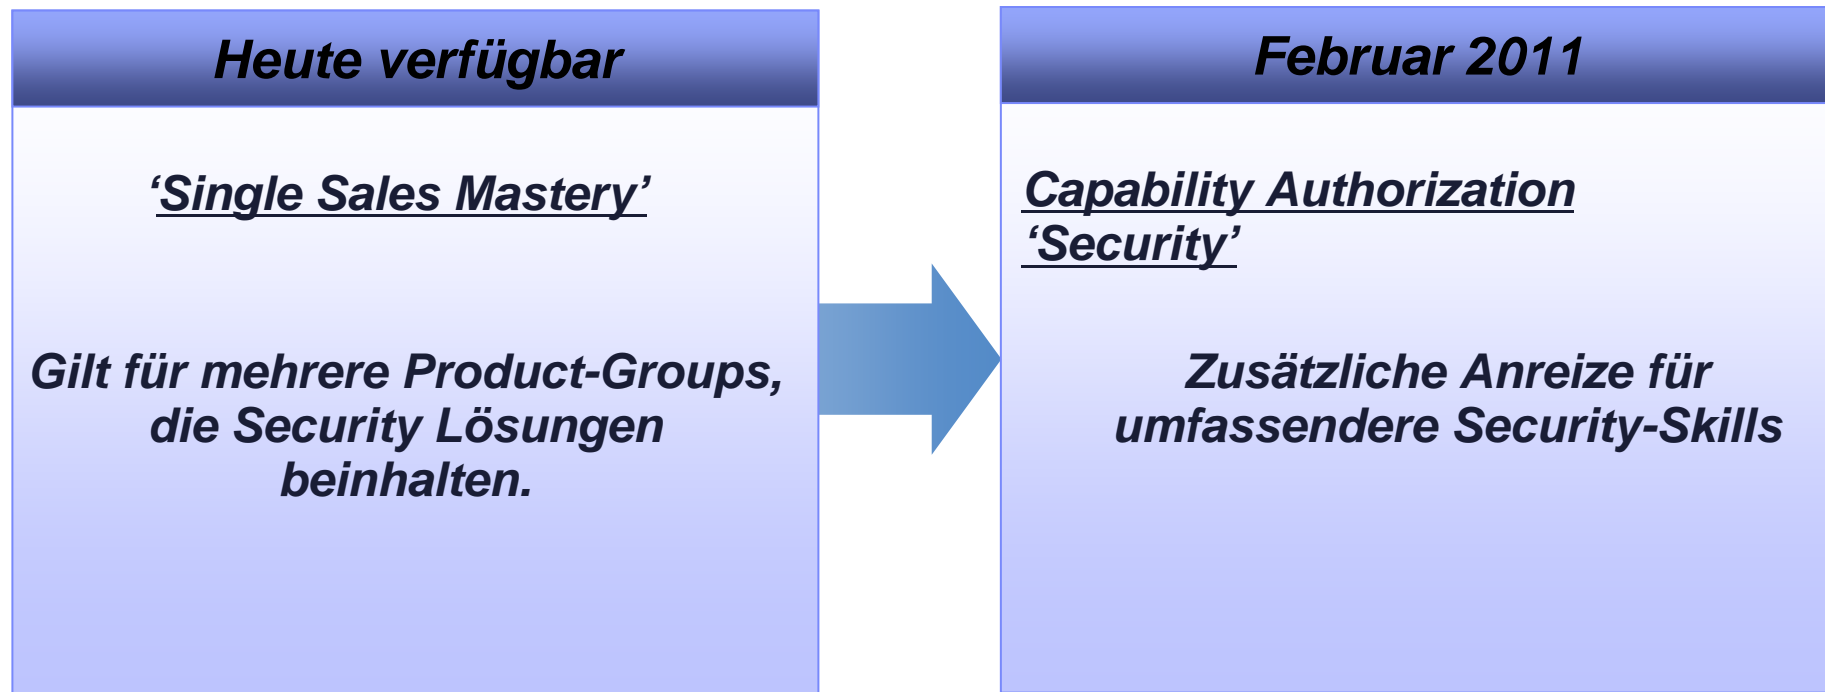 Heute verfügbar
‘Single Sales Mastery’
Gilt für mehrere Product-Groups,
die Security Lösungen
beinhalten.
Februar 2011
Capability Authorization
‘Security’
Zusätzliche Anreize für
umfassendere Security-Skills